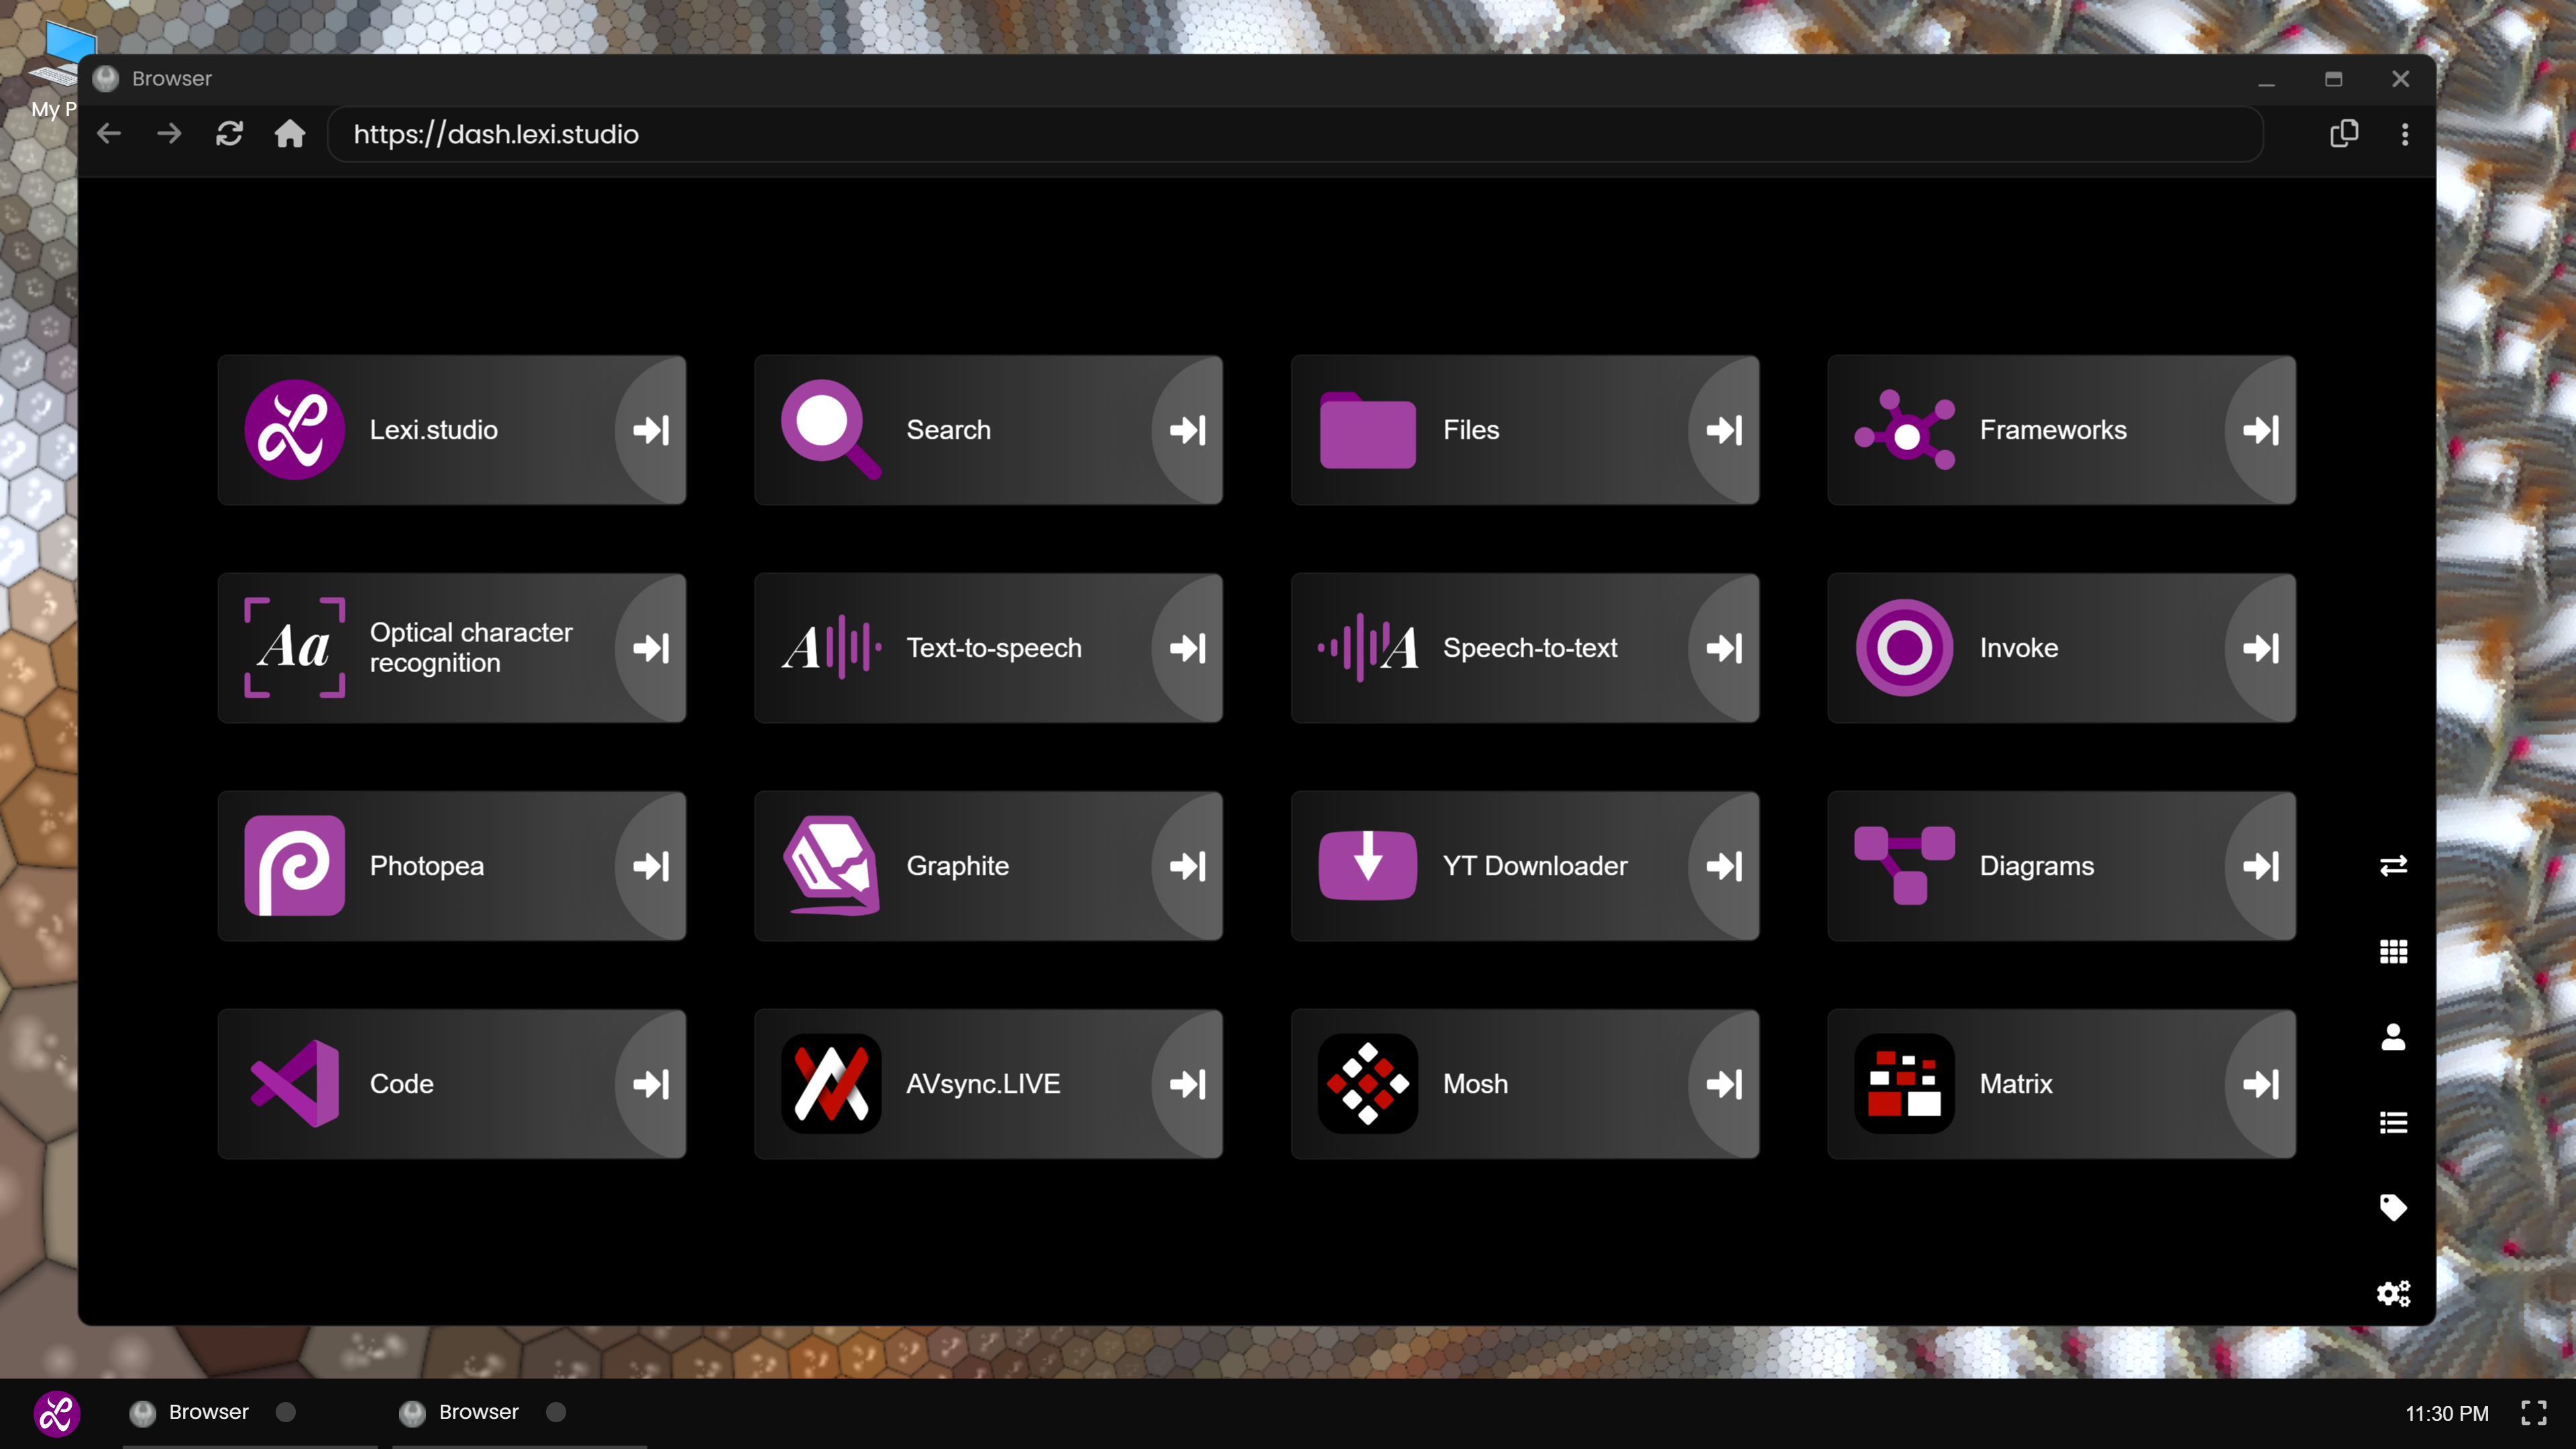 My P
Browser
https://dash.lexi.studio
Lexi.studio
Search
Files
Frameworks
Aa
Optical character
recognition
A
Text-to-speech
A
Speech-to-text
Invoke
Photopea
Graphite
YT Downloader
Diagrams
Code
AVsync.LIVE
Mosh
Matrix
Browser
Browser
11:30 PM